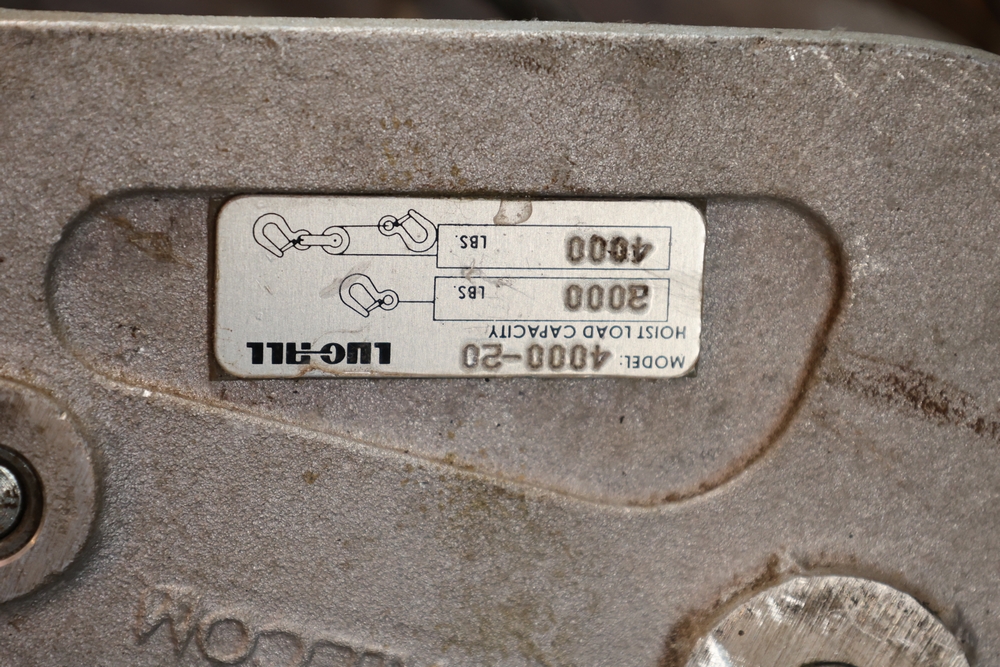 MODEL: 4000-20 LUG-ALL
HOIST LOAD CAPACITY
2000 LBS.
4000 LBS.